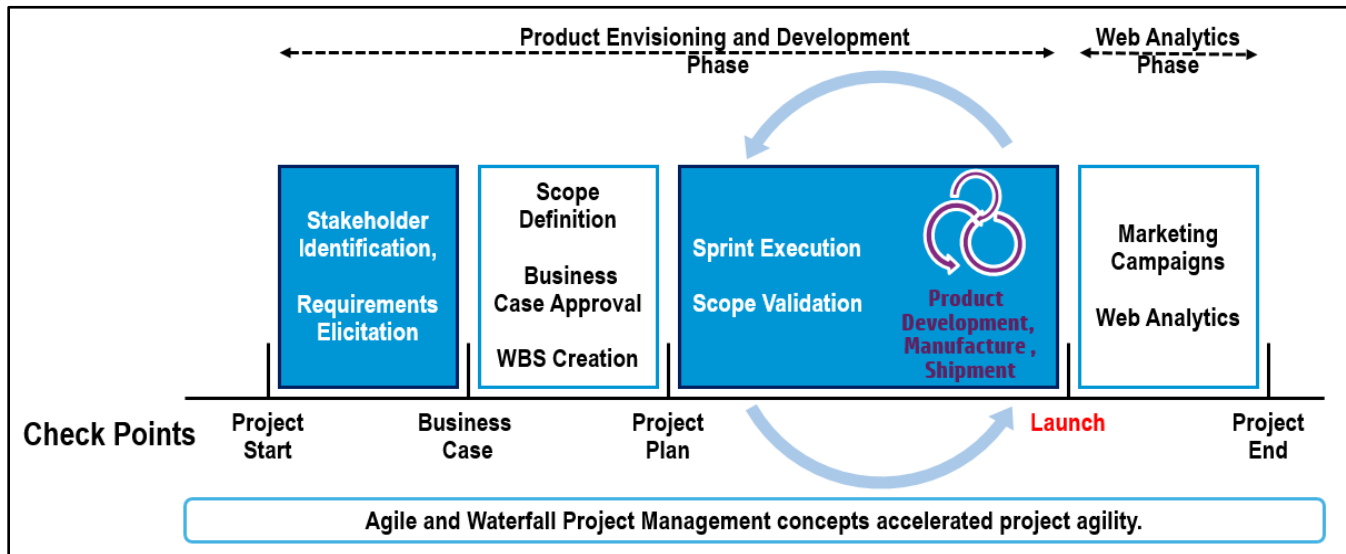 Product Envisioning and Development
Phase
Web Analytics
Phase
Stakeholder
Identification,
Requirements
Elicitation
Scope
Definition
Business
Case Approval
WBS Creation
Sprint Execution
Scope Validation
Product
Development,
Manufacture ,
Shipment
Marketing
Campaigns
Web Analytics
Check Points
Project
Start
Business
Case
Project
Plan
Launch
Project
End
Agile and Waterfall Project Management concepts accelerated project agility.